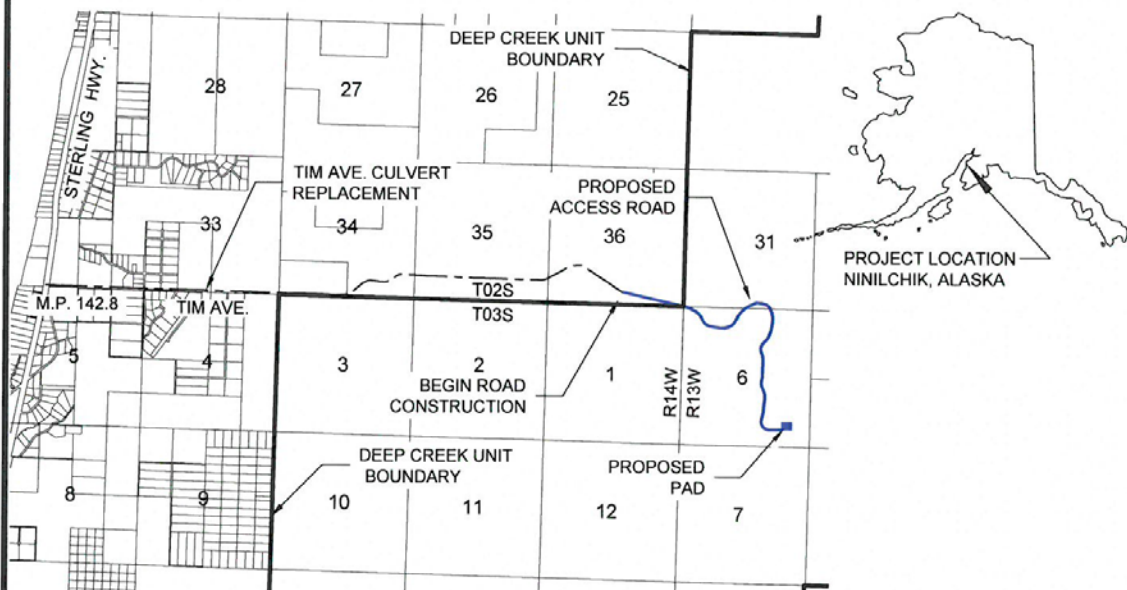 DEEP CREEK UNIT
BOUNDARY
28
27
26
25
STERLING HWY.
TIM AVE. CULVERT
REPLACEMENT
PROPOSED
ACCESS ROAD
33
34
35
36
31
PROJECT LOCATION
NINILCHIK, ALASKA
M.P. 142.8
TIM AVE.
T02S
T03S
5
4
3
2
1
R14W
R13W
6
BEGIN ROAD
CONSTRUCTION
DEEP CREEK UNIT
BOUNDARY
PROPOSED
PAD
8
9
10
11
12
7